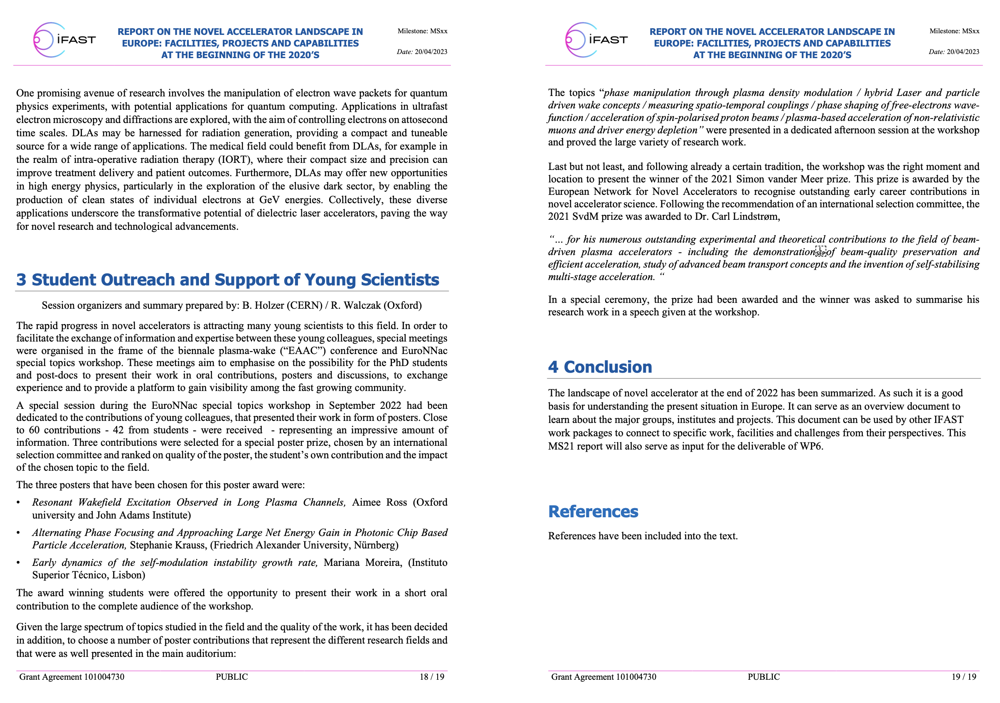 iFAST
REPORT ON THE NOVEL ACCELERATOR LANDSCAPE IN
EUROPE: FACILITIES, PROJECTS AND CAPABILITIES
AT THE BEGINNING OF THE 2020’S
Milestone: MSxx
Date: 20/04/2023
One promising avenue of research involves the manipulation of electron wave packets for quantum
physics experiments, with potential applications for quantum computing. Applications in ultrafast
electron microscopy and diffractions are explored, with the aim of controlling electrons on attosecond
time scales. DLAs may be harnessed for radiation generation, providing a compact and tuneable
source for a wide range of applications. The medical field could benefit from DLAs, for example in
the realm of intra-operative radiation therapy (IORT), where their compact size and precision can
improve treatment delivery and patient outcomes. Furthermore, DLAs may offer new opportunities
in high energy physics, particularly in the exploration of the elusive dark sector, by enabling the
production of clean states of individual electrons at GeV energies. Collectively, these diverse
applications underscore the transformative potential of dielectric laser accelerators, paving the way
for novel research and technological advancements.
3 Student Outreach and Support of Young Scientists
Session organizers and summary prepared by: B. Holzer (CERN) / R. Walczak (Oxford)
The rapid progress in novel accelerators is attracting many young scientists to this field. In order to
facilitate the exchange of information and expertise between these young colleagues, special meetings
were organised in the frame of the biennale plasma-wake (“EAAC”) conference and EuroNNac
special topics workshop. These meetings aim to emphasise on the possibility for the PhD students
and post-docs to present their work in oral contributions, posters and discussions, to exchange
experience and to provide a platform to gain visibility among the fast growing community.
A special session during the EuroNNac special topics workshop in September 2022 had been
dedicated to the contributions of young colleagues, that presented their work in form of posters. Close
to 60 contributions - 42 from students - were received - representing an impressive amount of
information. Three contributions were selected for a special poster prize, chosen by an international
selection committee and ranked on quality of the poster, the student’s own contribution and the impact
of the chosen topic to the field.
The three posters that have been chosen for this poster award were:
• Resonant Wakefield Excitation Observed in Long Plasma Channels, Aimee Ross (Oxford
university and John Adams Institute)
• Alternating Phase Focusing and Approaching Large Net Energy Gain in Photonic Chip Based
Particle Acceleration, Stephanie Krauss, (Friedrich Alexander University, Nürnberg)
• Early dynamics of the self-modulation instability growth rate, Mariana Moreira, (Instituto
Superior Técnico, Lisbon)
The award winning students were offered the opportunity to present their work in a short oral
contribution to the complete audience of the workshop.
Given the large spectrum of topics studied in the field and the quality of the work, it has been decided
in addition, to choose a number of poster contributions that represent the different research fields and
that were as well presented in the main auditorium:
Grant Agreement 101004730 PUBLIC 18 / 19
iFAST
REPORT ON THE NOVEL ACCELERATOR LANDSCAPE IN
EUROPE: FACILITIES, PROJECTS AND CAPABILITIES
AT THE BEGINNING OF THE 2020’S
Milestone: MSxx
Date: 20/04/2023
The topics “phase manipulation through plasma density modulation / hybrid Laser and particle
driven wake concepts / measuring spatio-temporal couplings / phase shaping of free-electrons wave-
function / acceleration of spin-polarised proton beams / plasma-based acceleration of non-relativistic
muons and driver energy depletion” were presented in a dedicated afternoon session at the workshop
and proved the large variety of research work.
Last but not least, and following already a certain tradition, the workshop was the right moment and
location to present the winner of the 2021 Simon vander Meer prize. This prize is awarded by the
European Network for Novel Accelerators to recognise outstanding early career contributions in
novel accelerator science. Following the recommendation of an international selection committee, the
2021 SvdM prize was awarded to Dr. Carl Lindstrøm,
“... for his numerous outstanding experimental and theoretical contributions to the field of beam-
driven plasma accelerators - including the demonstration L SEP of beam-quality preservation and
efficient acceleration, study of advanced beam transport concepts and the invention of self-stabilising
multi-stage acceleration. “
In a special ceremony, the prize had been awarded and the winner was asked to summarise his
research work in a speech given at the workshop.
4 Conclusion
The landscape of novel accelerator at the end of 2022 has been summarized. As such it is a good
basis for understanding the present situation in Europe. It can serve as an overview document to
learn about the major groups, institutes and projects. This document can be used by other IFAST
work packages to connect to specific work, facilities and challenges from their perspectives. This
MS21 report will also serve as input for the deliverable of WP6.
References
References have been included into the text.
Grant Agreement 101004730 PUBLIC 19 / 19